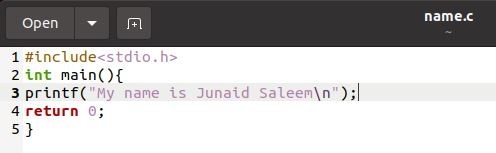 Open
name.c
~
1 #include<stdio.h>
2 int main(){
3 printf("My name is Junaid Saleem\n");
4 return 0;
5 }